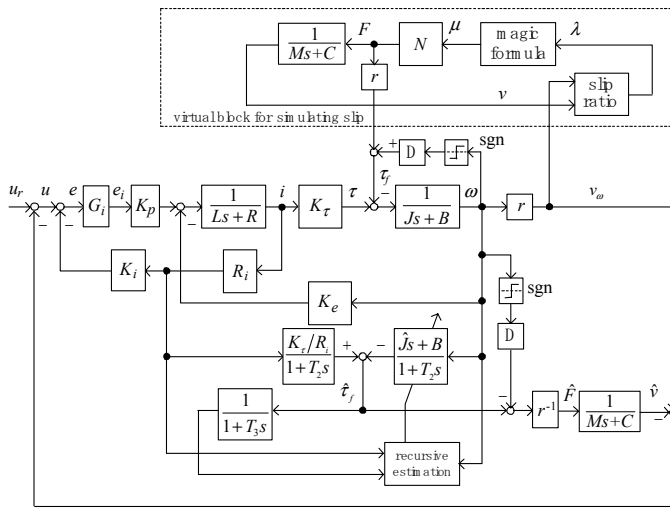 F μ λ
1 / Ms+C
N
magic formula
r
v
slip ratio
virtual block for simulating slip
+ D sgn
u_r u e e_i τ_f
G_i K_p 1 / Ls+R i K_τ τ − 1 / Js+B ω r v_ω
− − −
K_i R_i
K_e
sgn
D
K_τ/R_i / 1+T_2s + − Ĵs+B / 1+T_2s
τ̂_f −
1 / 1+T_3s
r⁻¹ F̂ 1 / Ms+C v̂
−
recursive estimation